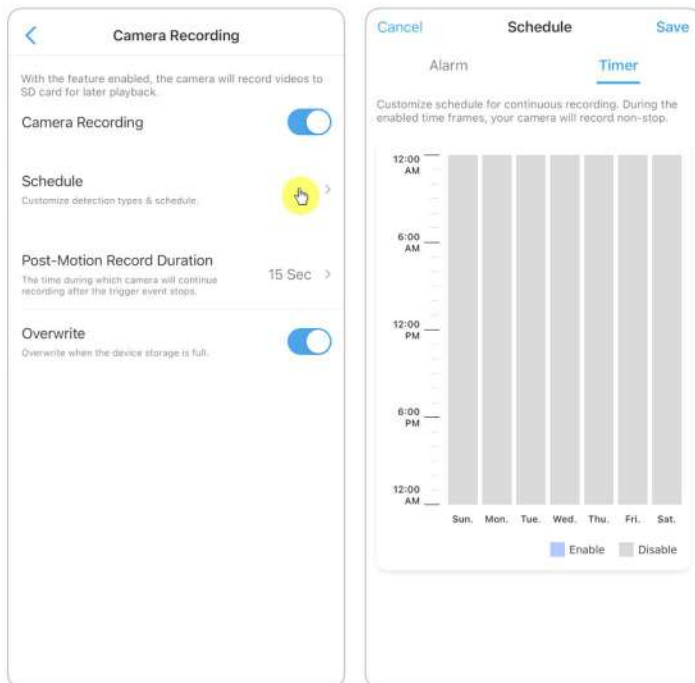 Camera Recording
With the feature enabled, the camera will record videos to
SD card for later playback.
Camera Recording
Schedule
Customize detection types & schedule.
Post-Motion Record Duration
The time during which camera will continue
recording after the trigger event stops.
15 Sec
Overwrite
Overwrite when the device storage is full.
Cancel
Schedule
Save
Alarm
Timer
Customize schedule for continuous recording. During the
enabled time frames, your camera will record non-stop.
12:00
AM
6:00
AM
12:00
PM
6:00
PM
12:00
AM
Sun. Mon. Tue. Wed. Thu. Fri. Sat.
Enable Disable